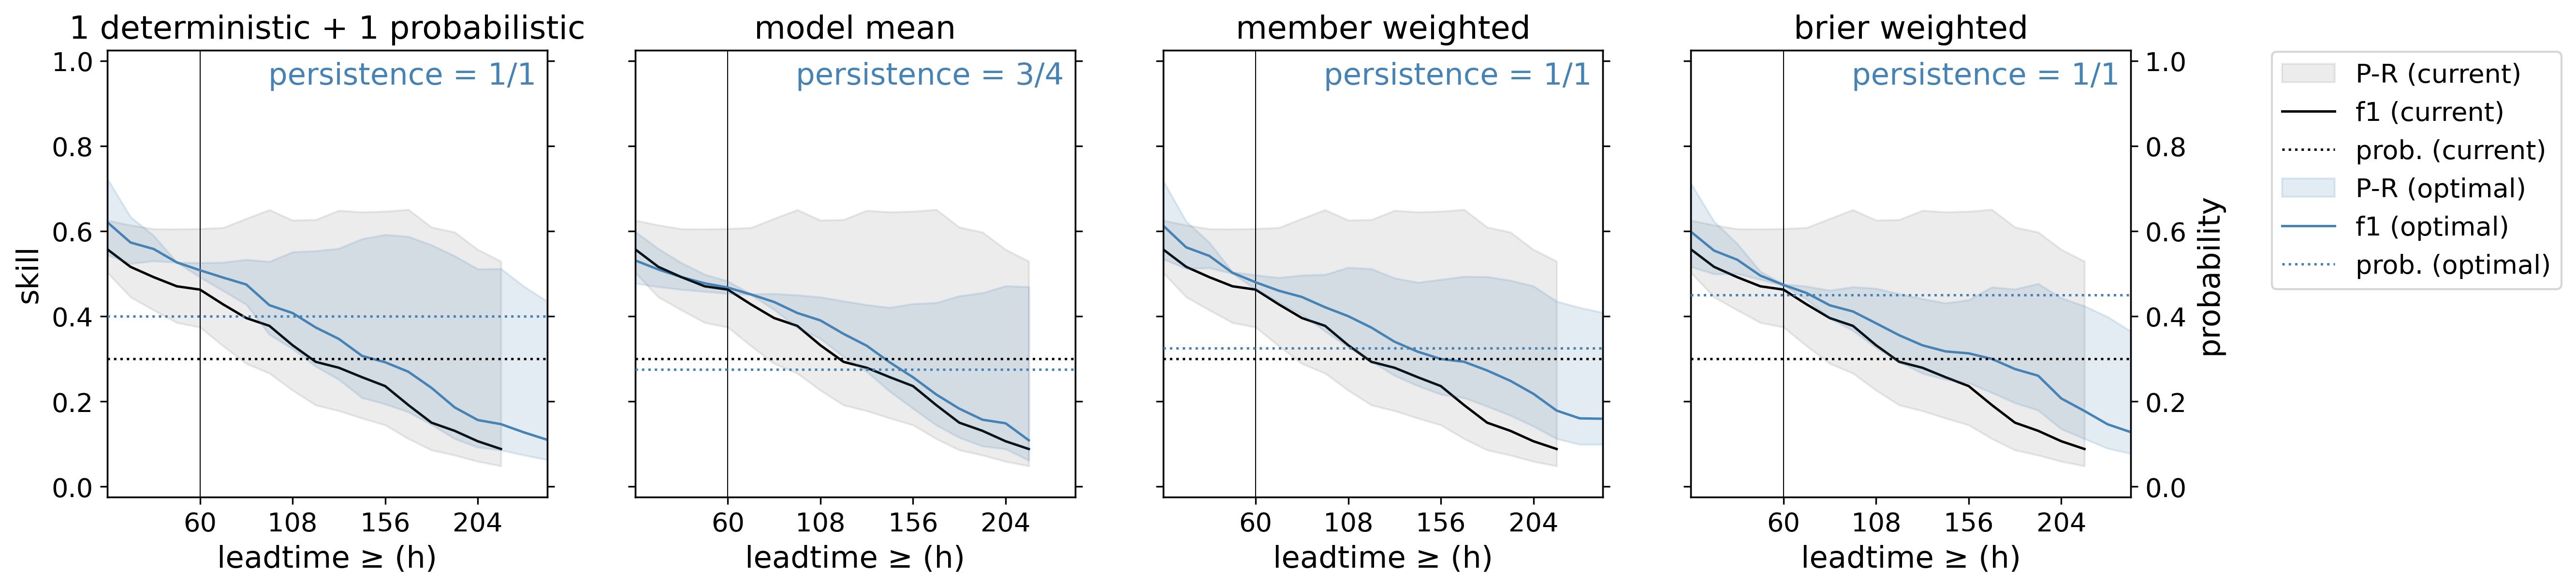 1 deterministic + 1 probabilistic
model mean
member weighted
brier weighted
persistence = 1/1
persistence = 3/4
persistence = 1/1
persistence = 1/1
skill
1.0
0.8
0.6
0.4
0.2
0.0
60 108 156 204
60 108 156 204
60 108 156 204
60 108 156 204
leadtime ≥ (h)
leadtime ≥ (h)
leadtime ≥ (h)
leadtime ≥ (h)
1.0
0.8
0.6
0.4
0.2
0.0
probability
P-R (current)
f1 (current)
prob. (current)
P-R (optimal)
f1 (optimal)
prob. (optimal)